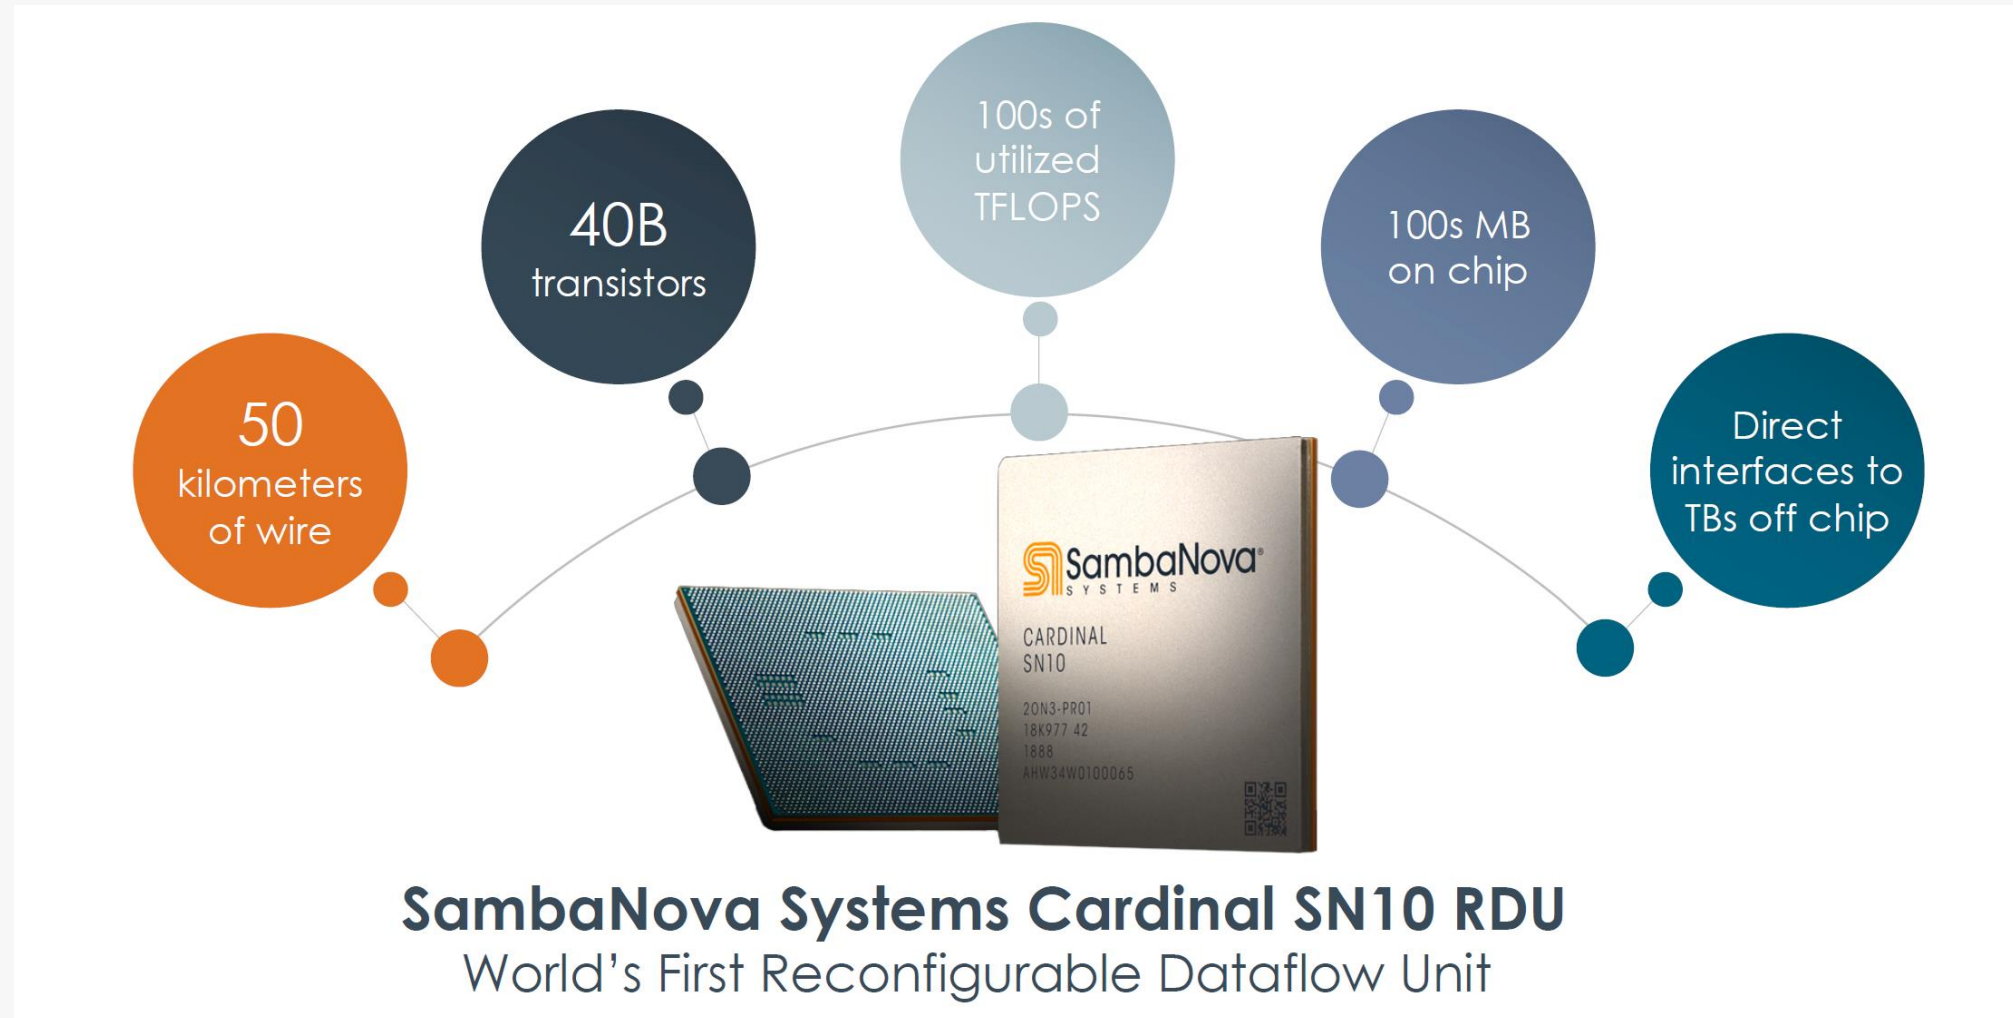 50
kilometers
of wire
40B
transistors
100s of
utilized
TFLOPS
100s MB
on chip
Direct
interfaces to
TBs off chip
SambaNova®
SYSTEMS
CARDINAL
SN10
20N3-PR01
18K977 42
1888
AHW34W0100065
SambaNova Systems Cardinal SN10 RDU
World's First Reconfigurable Dataflow Unit